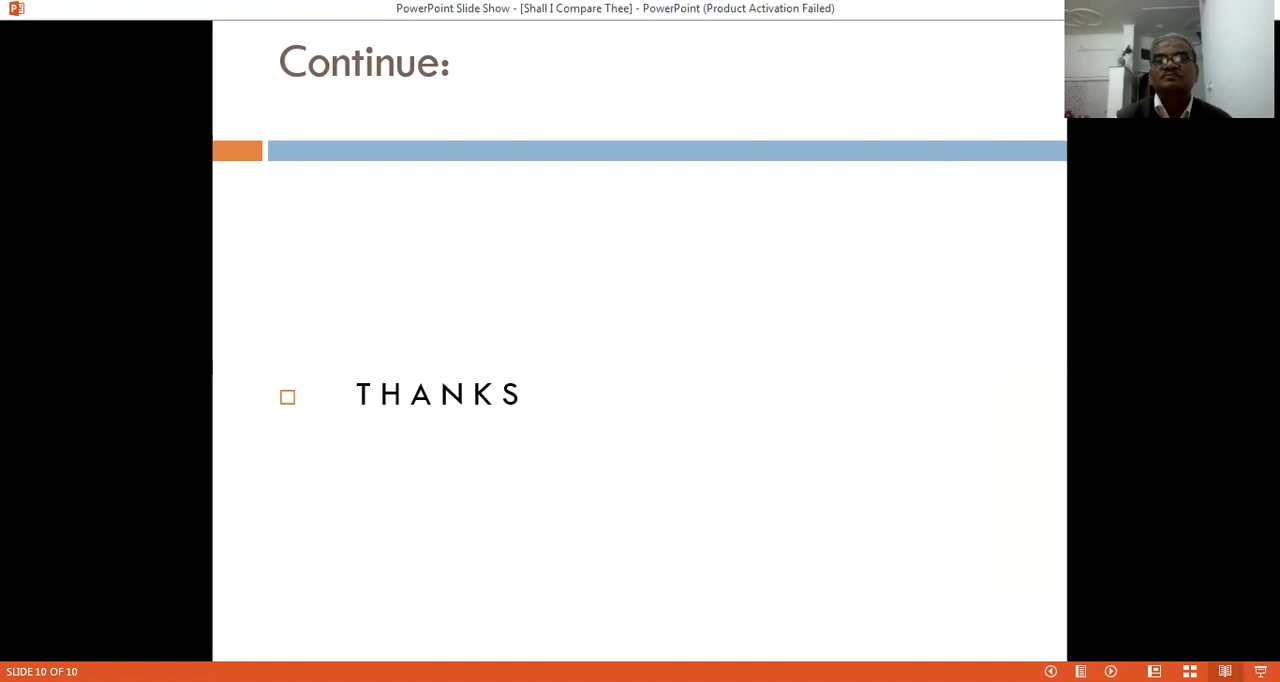 PowerPoint Slide Show - [Shall I Compare Thee] - PowerPoint (Product Activation Failed)
Continue:
THANKS
SLIDE 10 OF 10